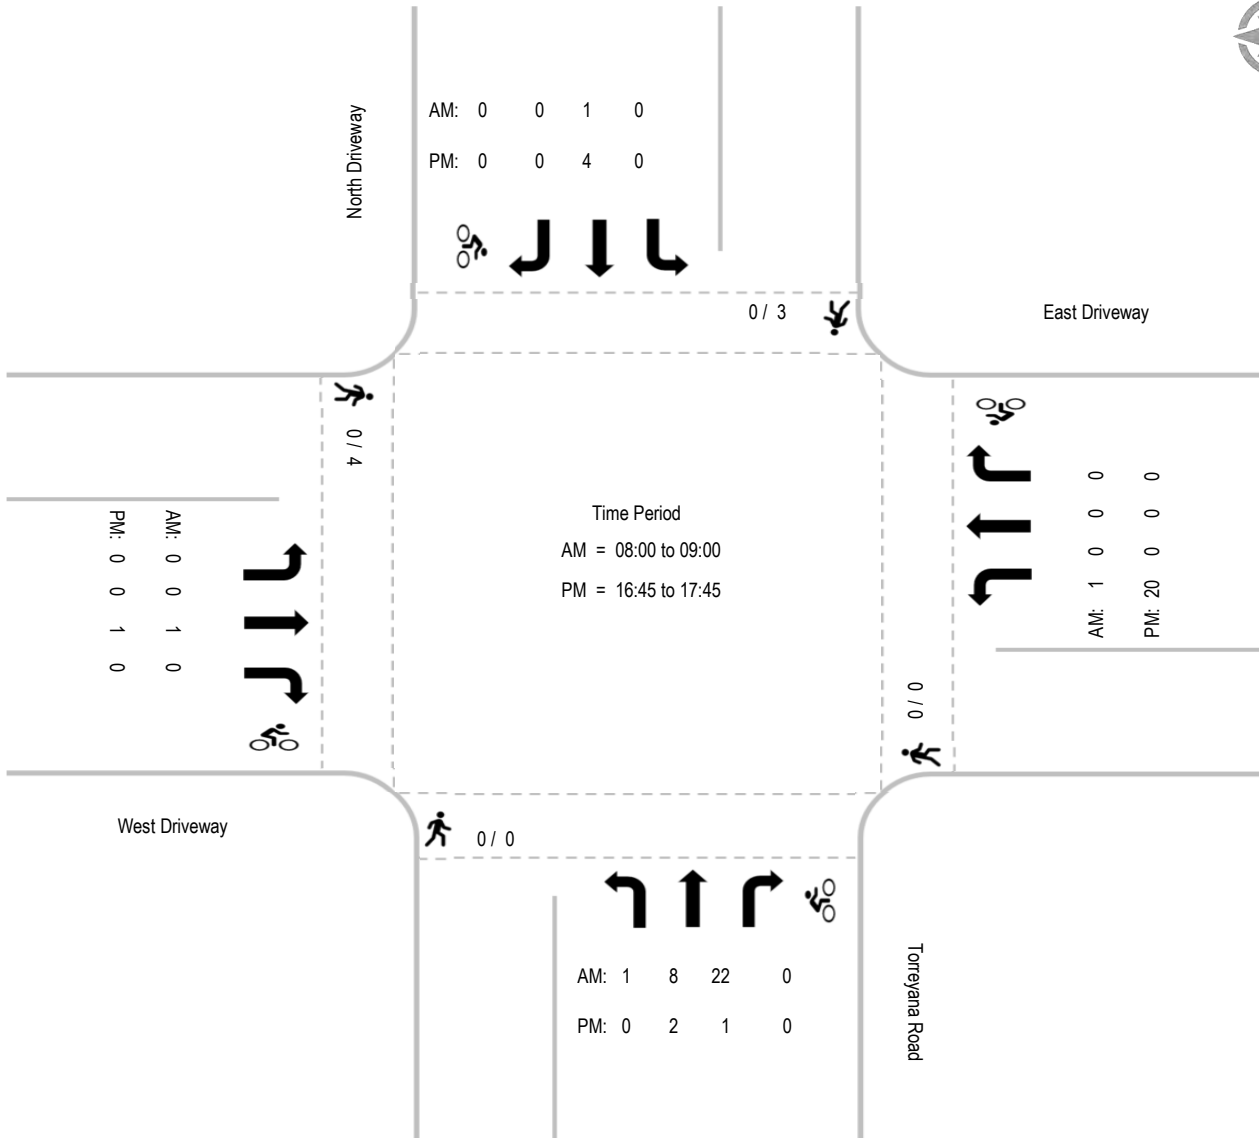 North Driveway
AM: 0 0 1 0
PM: 0 0 4 0
0 / 3
East Driveway
0 / 4
PM: 0 0 1 0
AM: 0 0 1 0
Time Period
AM = 08:00 to 09:00
PM = 16:45 to 17:45
AM: 1 0 0 0
PM: 20 0 0 0
0 / 0
West Driveway
0 / 0
AM: 1 8 22 0
PM: 0 2 1 0
Torreyana Road